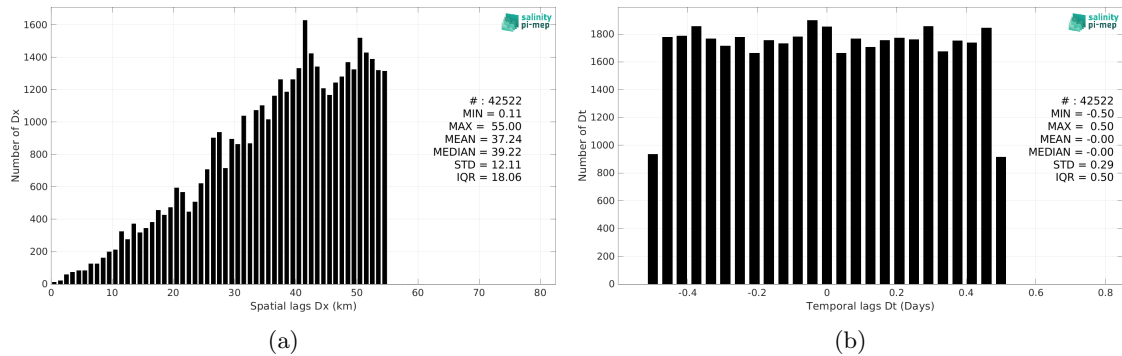 1600
1400
1200
1000
800
600
400
200
0
Number of Dx
salinity
pi-mep
# : 42522
MIN = 0.11
MAX = 55.00
MEAN = 37.24
MEDIAN = 39.22
STD = 12.11
IQR = 18.06
0 10 20 30 40 50 60 70 80
Spatial lags Dx (km)
(a)
1800
1600
1400
1200
1000
800
600
400
200
0
Number of Dt
salinity
pi-mep
# : 42522
MIN = -0.50
MAX = 0.50
MEAN = -0.00
MEDIAN = -0.00
STD = 0.29
IQR = 0.50
-0.4 -0.2 0 0.2 0.4 0.6 0.8
Temporal lags Dt (Days)
(b)